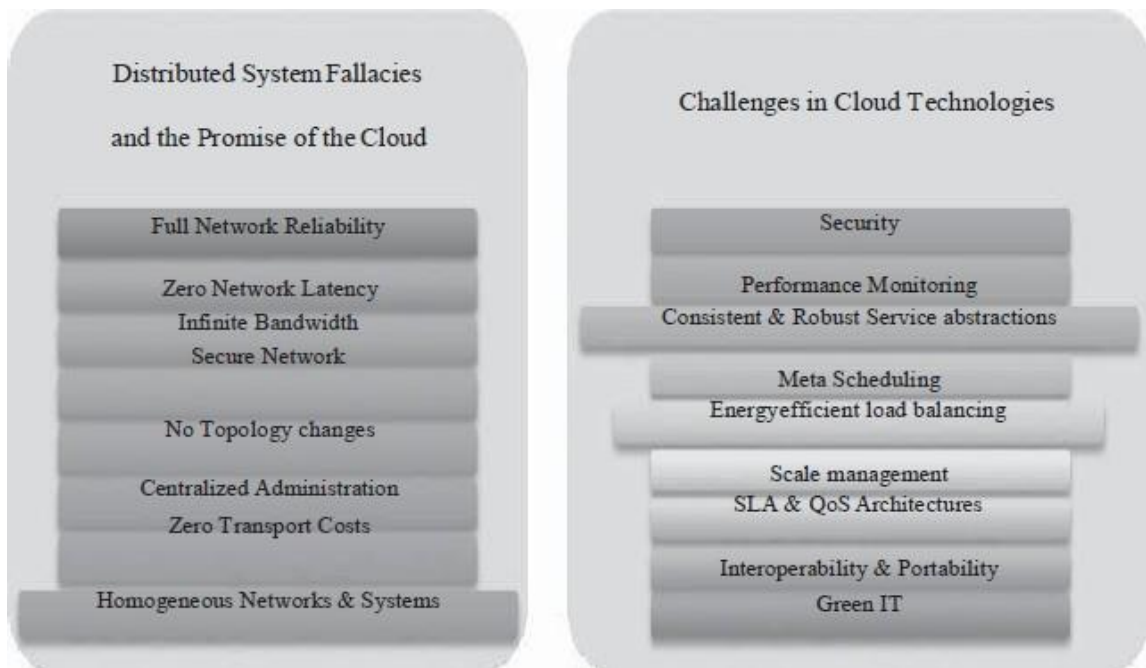 Distributed System Fallacies
and the Promise of the Cloud
Full Network Reliability
Zero Network Latency
Infinite Bandwidth
Secure Network
No Topology changes
Centralized Administration
Zero Transport Costs
Homogeneous Networks & Systems
Challenges in Cloud Technologies
Security
Performance Monitoring
Consistent & Robust Service abstractions
Meta Scheduling
Energyefficient load balancing
Scale management
SLA & QoS Architectures
Interoperability & Portability
Green IT